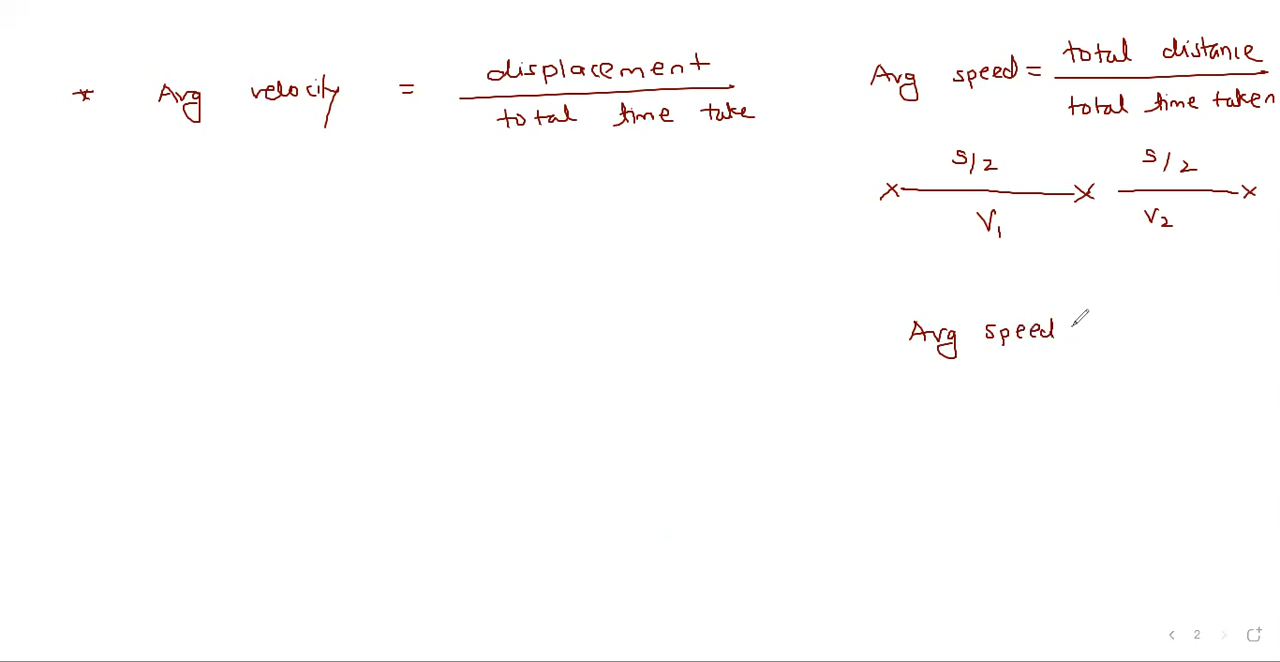 * Avg velocity = displacement / total time take
Avg speed = total distance / total time taken
s/2 s/2
V1 V2
Avg speed
2